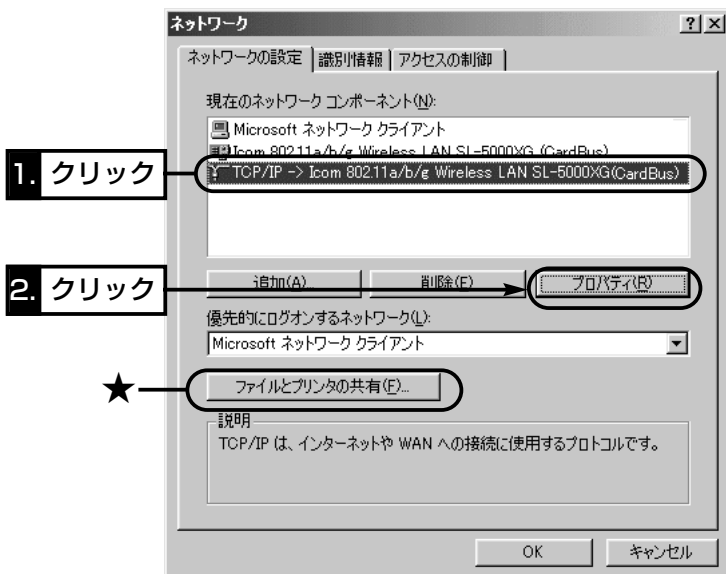 ネットワーク
ネットワークの設定 識別情報 アクセスの制御
現在のネットワーク コンポーネント(N):
Microsoft ネットワーク クライアント
Icom 802.11a/b/g Wireless LAN SL-5000XG (CardBus)
1. クリック
TCP/IP -> Icom 802.11a/b/g Wireless LAN SL-5000XG(CardBus)
2. クリック
追加(A)... 削除(E) プロパティ(R)
優先的にログオンするネットワーク(L):
Microsoft ネットワーク クライアント
★
ファイルとプリンタの共有(F)...
説明
TCP/IP は、インターネットや WAN への接続に使用するプロトコルです。
OK キャンセル